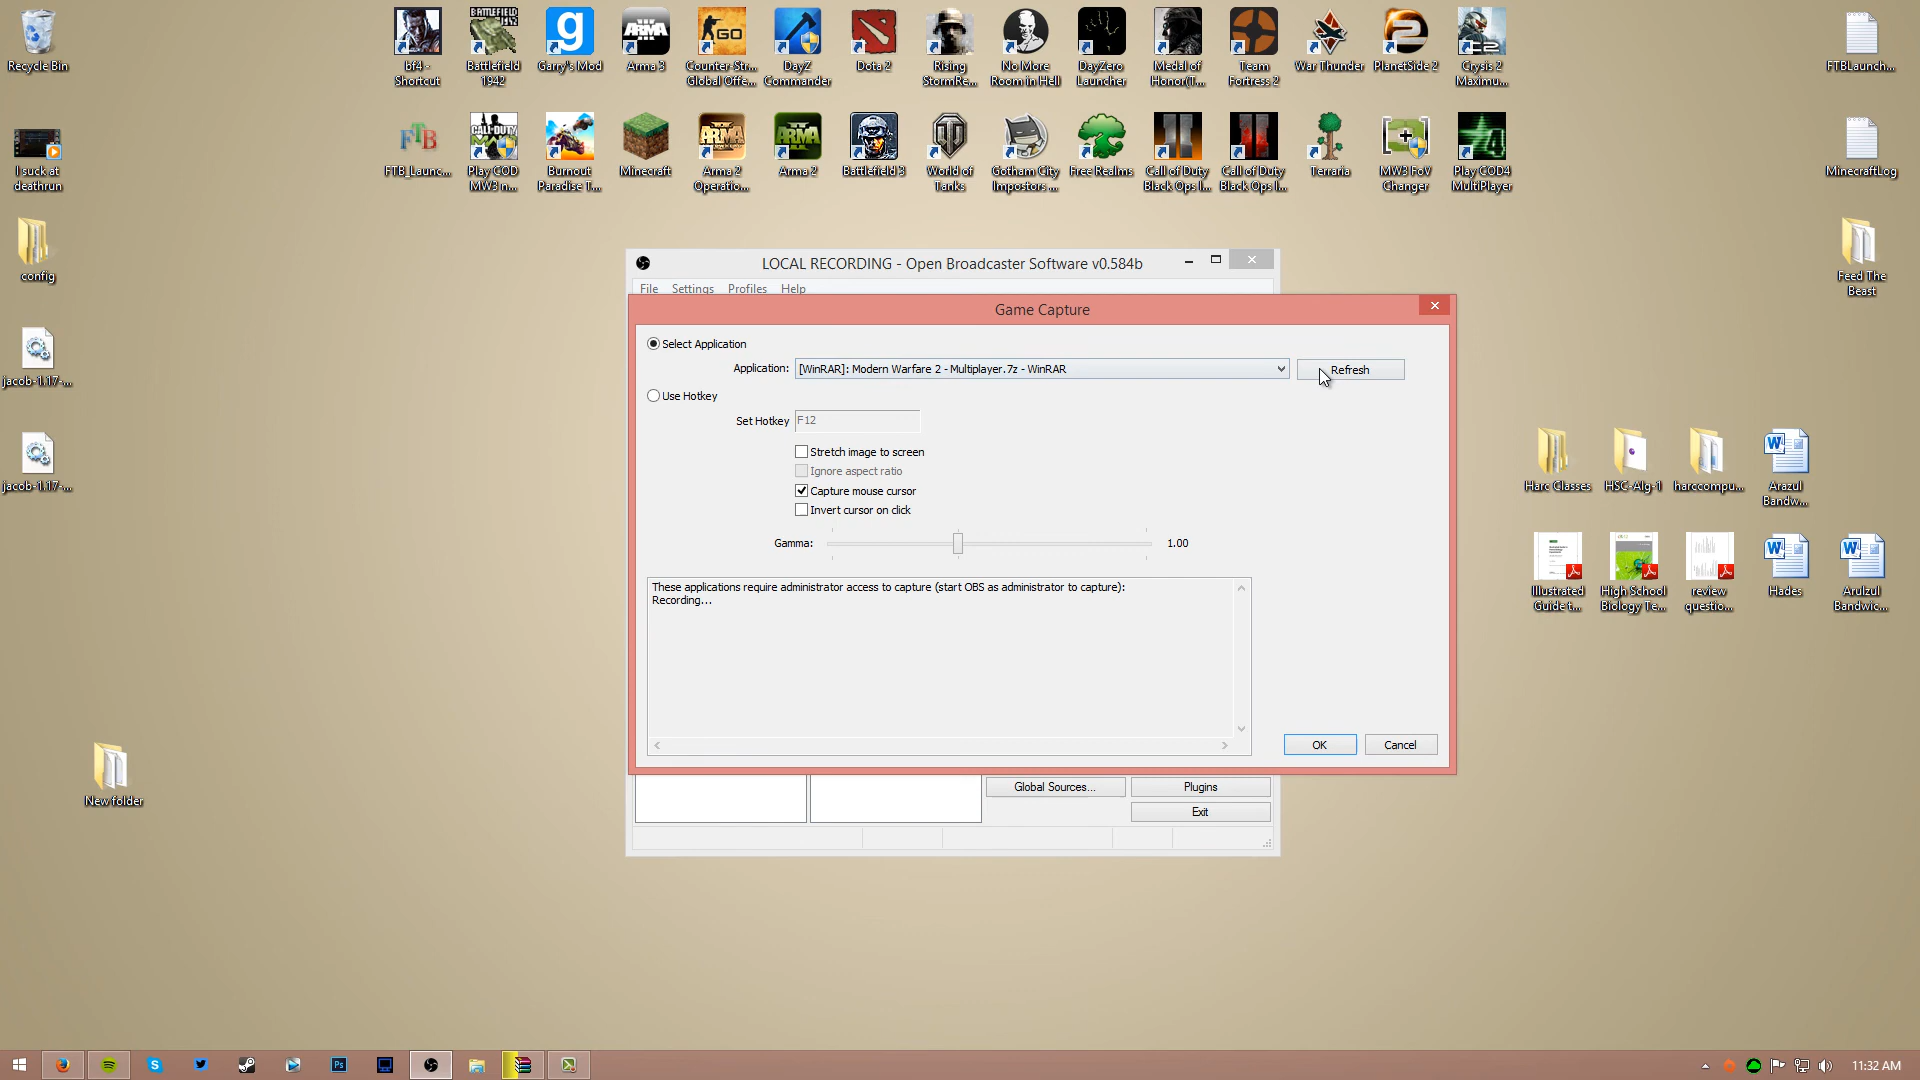 Recycle Bin
bf4 -
Shortcut
Battlefield
1942
Garry's Mod
Arma 3
Counter-Str...
Global Offe...
DayZ
Commander
Dota 2
Rising
StormRe...
No More
Room in Hell
DayZero
Launcher
Medal of
Honor(T...
Team
Fortress 2
War Thunder
PlanetSide 2
Crysis 2
Maximu...
FTBLaunch...
I suck at
deathrun
FTB_Launc...
Play COD
MW3 n...
Burnout
Paradise T...
Minecraft
Arma 2
Operatio...
Arma 2
Battlefield 3
World of
Tanks
Gotham City
Impostors ...
Free Realms
Call of Duty
Black Ops I...
Call of Duty
Black Ops I...
Terraria
MW3 FoV
Changer
Play COD4
MultiPlayer
MinecraftLog
config
Feed The
Beast
jacob-1.17-...
jacob-1.17-...
New folder
LOCAL RECORDING - Open Broadcaster Software v0.584b
File Settings Profiles Help
Game Capture
Select Application
Application: [WinRAR]: Modern Warfare 2 - Multiplayer.7z - WinRAR Refresh
Use Hotkey
Set Hotkey F12
Stretch image to screen
Ignore aspect ratio
Capture mouse cursor
Invert cursor on click
Gamma: 1.00
These applications require administrator access to capture (start OBS as administrator to capture):
Recording...
OK Cancel
Global Sources... Plugins
Exit
Harc Classes
HSC-Alg-1
harccompu...
Arazul
Bandw...
Illustrated
Guide t...
High School
Biology Te...
review
questio...
Hades
Arulzul
Bandwic...
11:32 AM